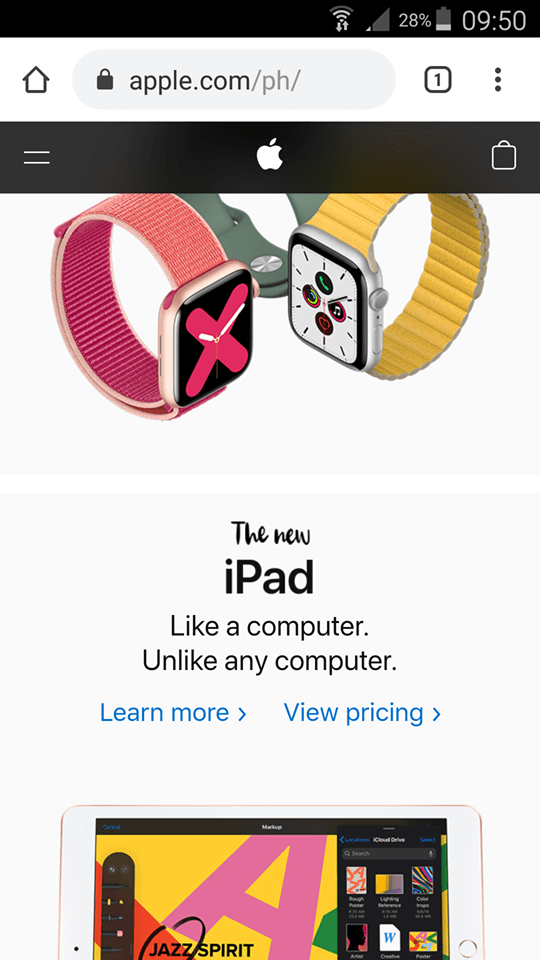 28% 09:50
apple.com/ph/
1
The new
iPad
Like a computer.
Unlike any computer.
Learn more >
View pricing >
Cancel
Markup
Locations
iCloud Drive
Select
Search
Rough
Poster
Lighting
Reference
Color
Inspo
Artist
Creative
Poster
W
JAZZ SPIRIT